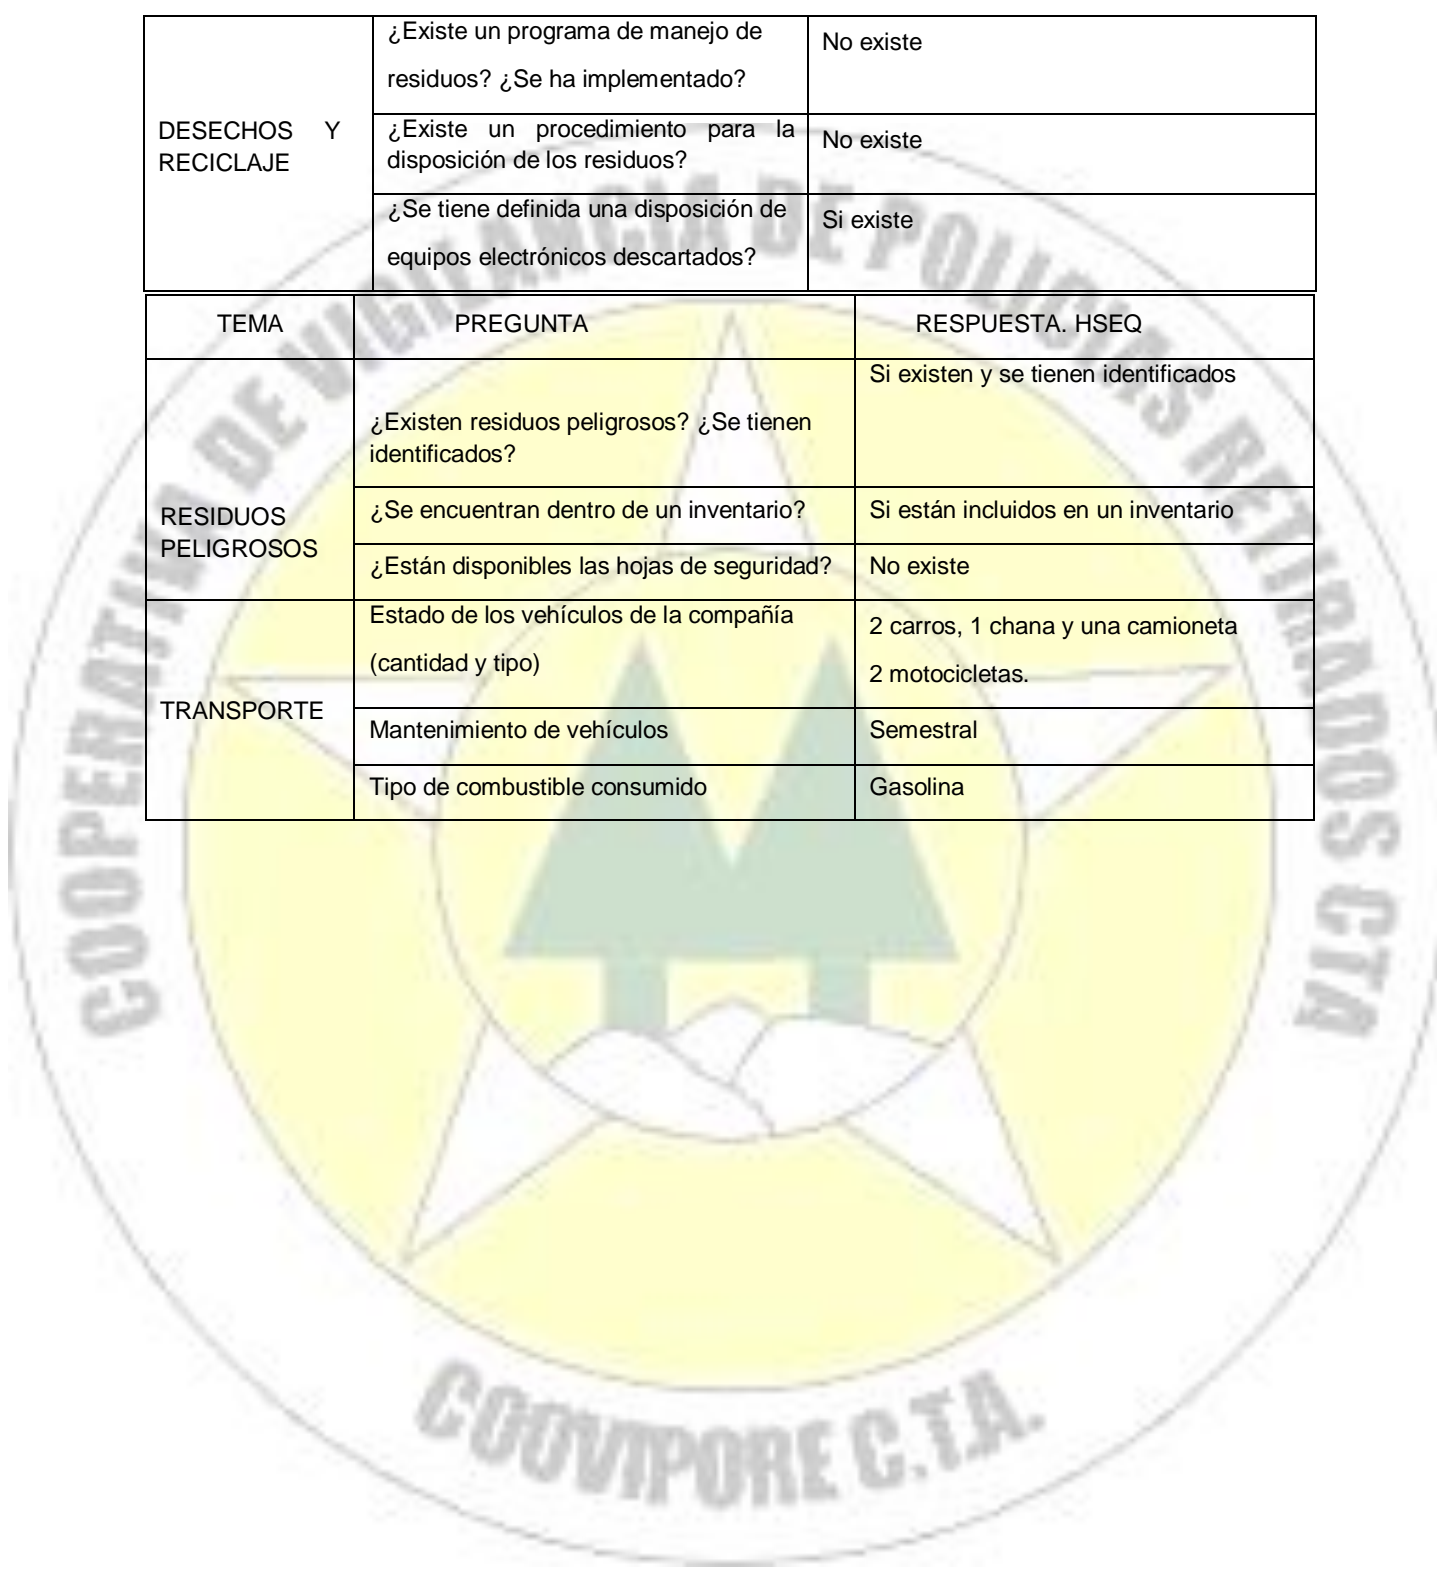 ¿Existe un programa de manejo de
residuos? ¿Se ha implementado?
No existe
DESECHOS Y
RECICLAJE
¿Existe un procedimiento para la
disposición de los residuos?
No existe
¿Se tiene definida una disposición de
equipos electrónicos descartados?
Si existe
TEMA
PREGUNTA
RESPUESTA. HSEQ
RESIDUOS
PELIGROSOS
¿Existen residuos peligrosos? ¿Se tienen
identificados?
Si existen y se tienen identificados
¿Se encuentran dentro de un inventario?
Si están incluidos en un inventario
¿Están disponibles las hojas de seguridad?
No existe
TRANSPORTE
Estado de los vehículos de la compañía
(cantidad y tipo)
2 carros, 1 chana y una camioneta
2 motocicletas.
Mantenimiento de vehículos
Semestral
Tipo de combustible consumido
Gasolina
COOPERATIVA DE VIGILANCIA DE POLICIAS RETIRADOS CTA
COOVIPORE C.T.A.